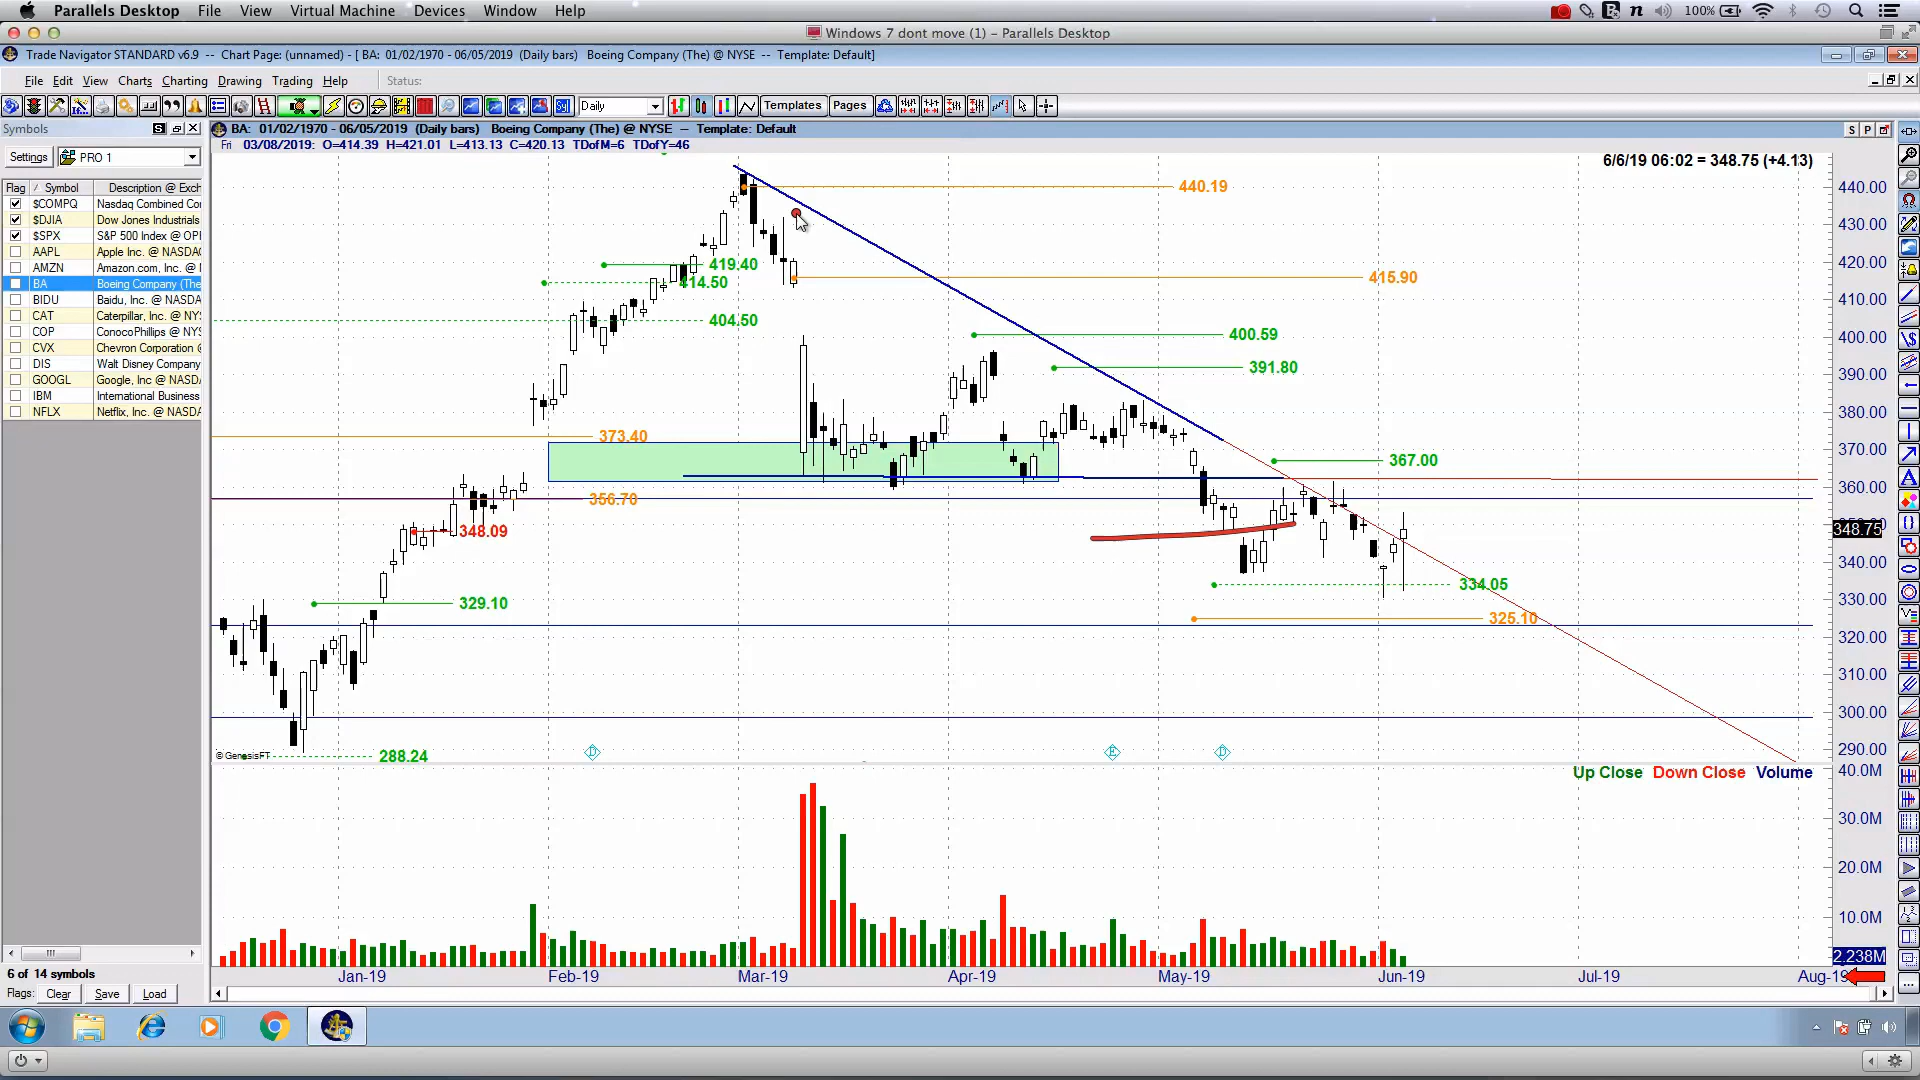 Parallels Desktop File View Virtual Machine Devices Window Help 100%
Windows 7 dont move (1) - Parallels Desktop
Trade Navigator STANDARD v6.9 -- Chart Page: (unnamed) - [ BA: 01/02/1970 - 06/05/2019 (Daily bars) Boeing Company (The) @ NYSE -- Template: Default]
File Edit View Charts Charting Drawing Trading Help Status:
Daily Templates Pages
Symbols
BA: 01/02/1970 - 06/05/2019 (Daily bars) Boeing Company (The) @ NYSE -- Template: Default
S P
Fri 03/08/2019: O=414.39 H=421.01 L=413.13 C=420.13 TDofM=6 TDofY=46
Settings PRO 1
6/6/19 06:02 = 348.75 (+4.13)
Flag Symbol Description @ Exch
$COMPQ Nasdaq Combined Co
$DJIA Dow Jones Industrials
$SPX S&P 500 Index @ OPI
AAPL Apple Inc. @ NASDA
AMZN Amazon.com, Inc. @
BA Boeing Company (The
BIDU Baidu, Inc. @ NASDA
CAT Caterpillar, Inc. @ NY
COP ConocoPhillips @ NYS
CVX Chevron Corporation @
DIS Walt Disney Company
GOOGL Google, Inc @ NASDA
IBM International Business
NFLX Netflix, Inc. @ NASDA
440.19
419.40
414.50
415.90
404.50
400.59
391.80
373.40
367.00
356.70
348.09
334.05
329.10
325.10
288.24
© GenesisFT
D E D
440.00
430.00
420.00
410.00
400.00
390.00
380.00
370.00
360.00
348.75
340.00
330.00
320.00
310.00
300.00
290.00
Up Close Down Close Volume
40.0M
30.0M
20.0M
10.0M
2.238M
Jan-19 Feb-19 Mar-19 Apr-19 May-19 Jun-19 Jul-19 Aug-19
6 of 14 symbols
Flags: Clear Save Load